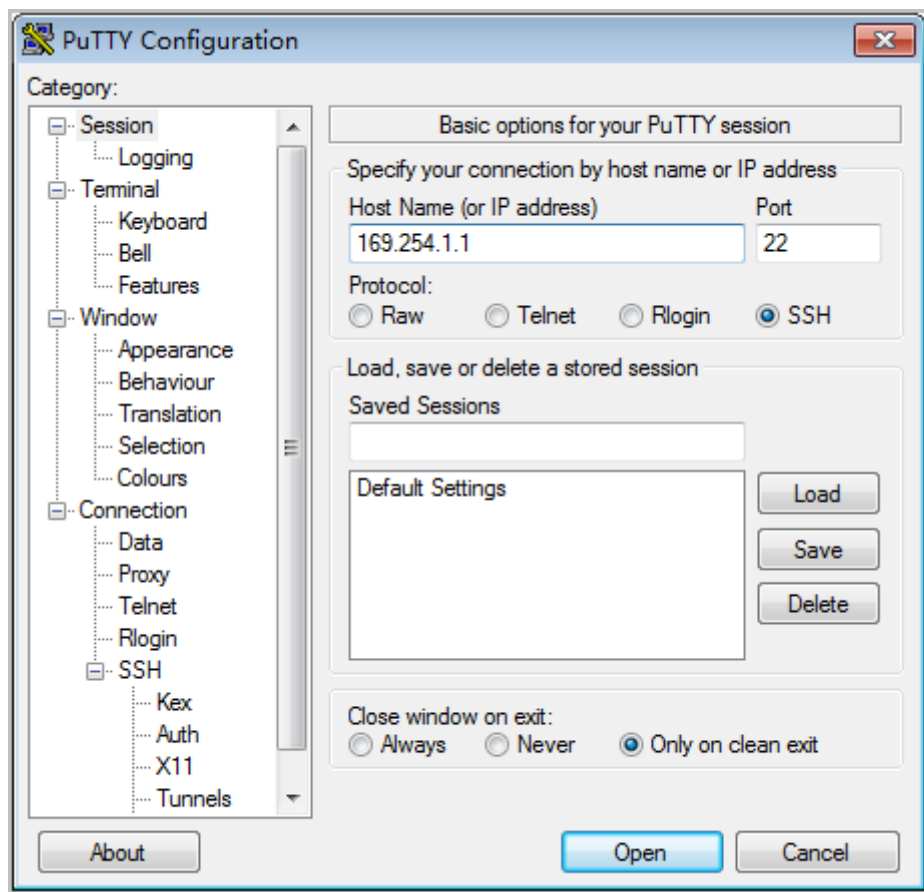 PuTTY Configuration
Category:
Session
Logging
Terminal
Keyboard
Bell
Features
Window
Appearance
Behaviour
Translation
Selection
Colours
Connection
Data
Proxy
Telnet
Rlogin
SSH
Kex
Auth
X11
Tunnels
Basic options for your PuTTY session
Specify your connection by host name or IP address
Host Name (or IP address) Port
169.254.1.1 22
Protocol:
Raw Telnet Rlogin SSH
Load, save or delete a stored session
Saved Sessions
Default Settings
Load
Save
Delete
Close window on exit:
Always Never Only on clean exit
About Open Cancel